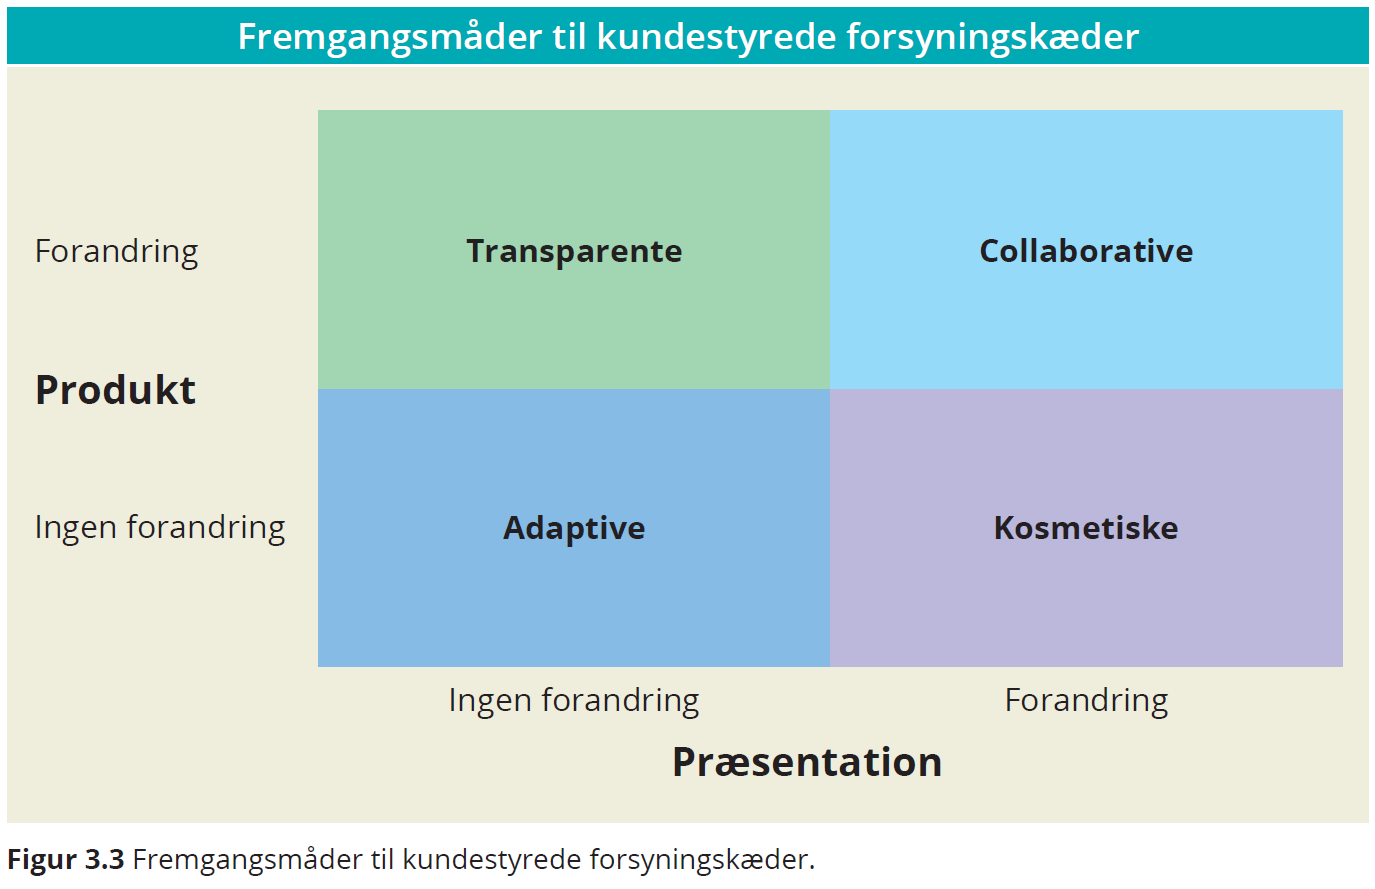 Fremgangsmåder til kundestyrede forsyningskæder
Forandring
Transparente
Collaborative
Produkt
Ingen forandring
Adaptive
Kosmetiske
Ingen forandring
Forandring
Præsentation
Figur 3.3 Fremgangsmåder til kundestyrede forsyningskæder.